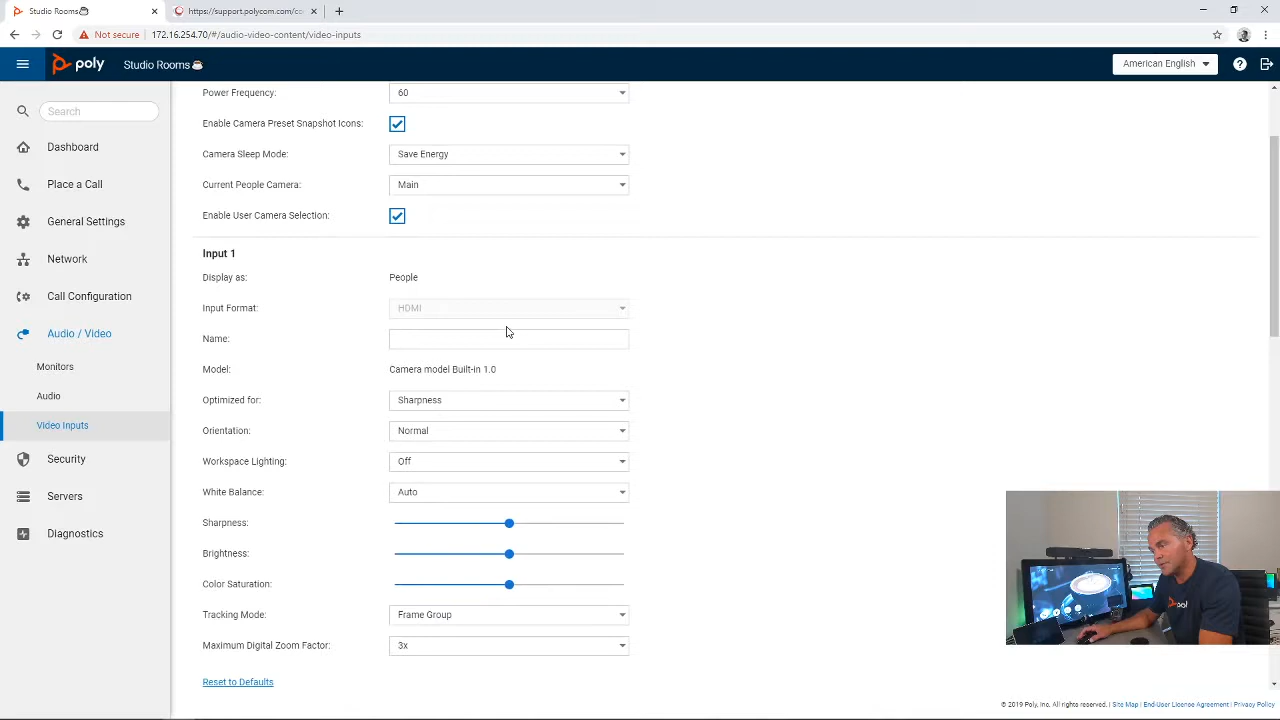 Studio Rooms
https://support.polycom.com/co
Not secure | 172.16.254.70/#/audio-video-content/video-inputs
poly
Studio Rooms
American English
Search
Dashboard
Place a Call
General Settings
Network
Call Configuration
Audio / Video
Monitors
Audio
Video Inputs
Security
Servers
Diagnostics
Power Frequency: 60
Enable Camera Preset Snapshot Icons:
Camera Sleep Mode: Save Energy
Current People Camera: Main
Enable User Camera Selection:
Input 1
Display as: People
Input Format: HDMI
Name:
Model: Camera model Built-in 1.0
Optimized for: Sharpness
Orientation: Normal
Workspace Lighting: Off
White Balance: Auto
Sharpness:
Brightness:
Color Saturation:
Tracking Mode: Frame Group
Maximum Digital Zoom Factor: 3x
Reset to Defaults
poly
© 2019 Poly, Inc. All rights reserved. | Site Map | End-User License Agreement | Privacy Policy